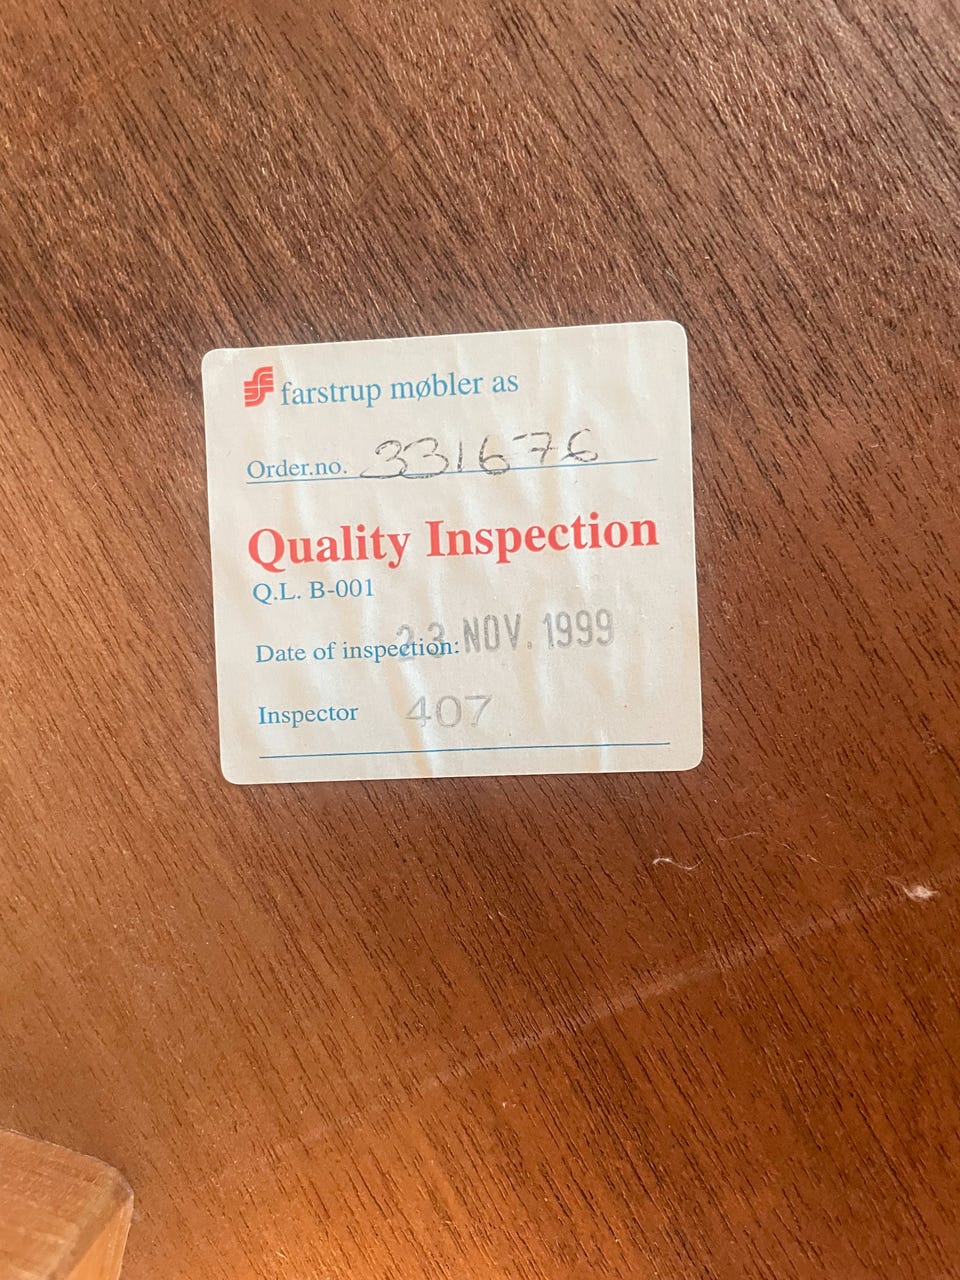 farstrup møbler as
Order.no. 331676
Quality Inspection
Q.L. B-001
Date of inspection: 23 NOV. 1999
Inspector 407